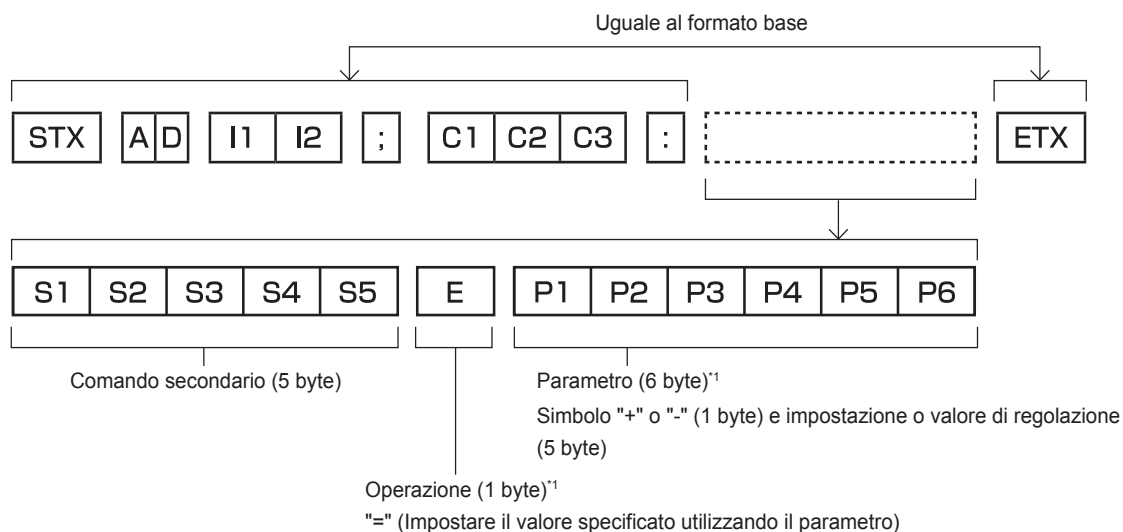 Uguale al formato base
STX A D I1 I2 ; C1 C2 C3 : ETX
S1 S2 S3 S4 S5 E P1 P2 P3 P4 P5 P6
Comando secondario (5 byte)
Parametro (6 byte)*1
Simbolo "+" o "-" (1 byte) e impostazione o valore di regolazione
(5 byte)
Operazione (1 byte)*1
"=" (Impostare il valore specificato utilizzando il parametro)